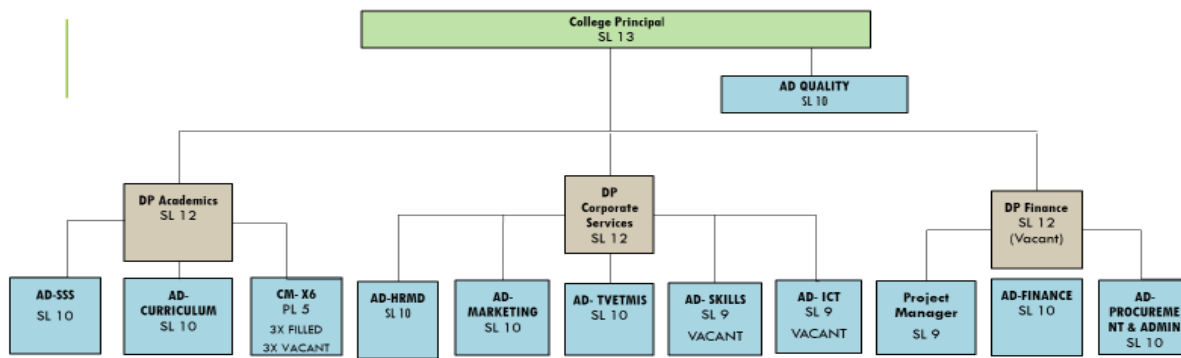 College Principal
SL 13
AD QUALITY
SL 10
DP Academics
SL 12
DP
Corporate
Services
SL 12
DP Finance
SL 12
(Vacant)
AD-SSS
SL 10
AD-
CURRICULUM
SL 10
CM- X6
PL 5
3X FILLED
3X VACANT
AD-HRMD
SL 10
AD-
MARKETING
SL 10
AD- TVETMIS
SL 10
AD- SKILLS
SL 9
VACANT
AD- ICT
SL 9
VACANT
Project
Manager
SL 9
AD-FINANCE
SL 10
AD-
PROCUREME
NT & ADMIN
SL 10